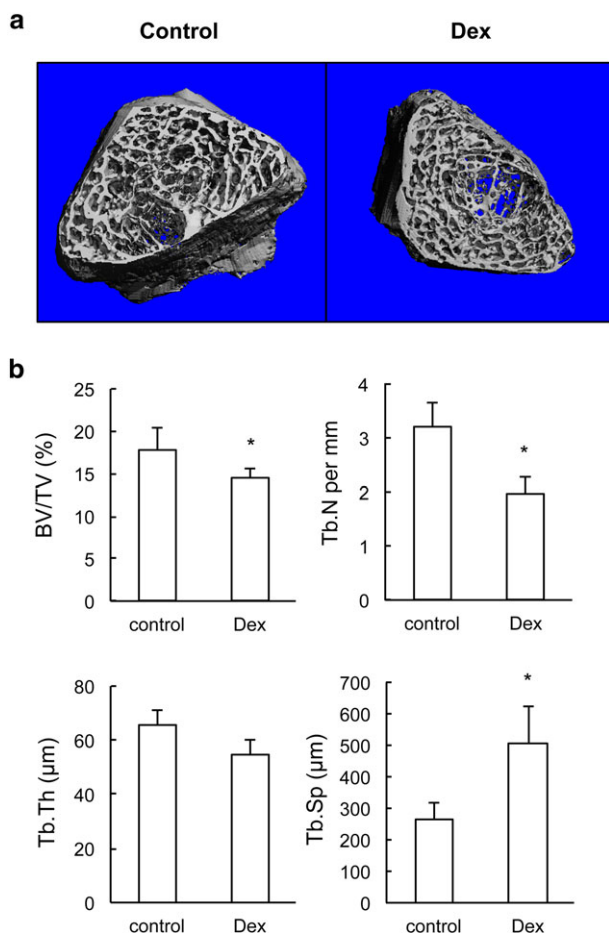 a
Control Dex
b
BV/TV (%)
25
20
15
10
5
0
*
control Dex
Tb.N per mm
4
3
2
1
0
*
control Dex
Tb.Th (μm)
80
60
40
20
0
control Dex
Tb.Sp (μm)
700
600
500
400
300
200
100
0
*
control Dex